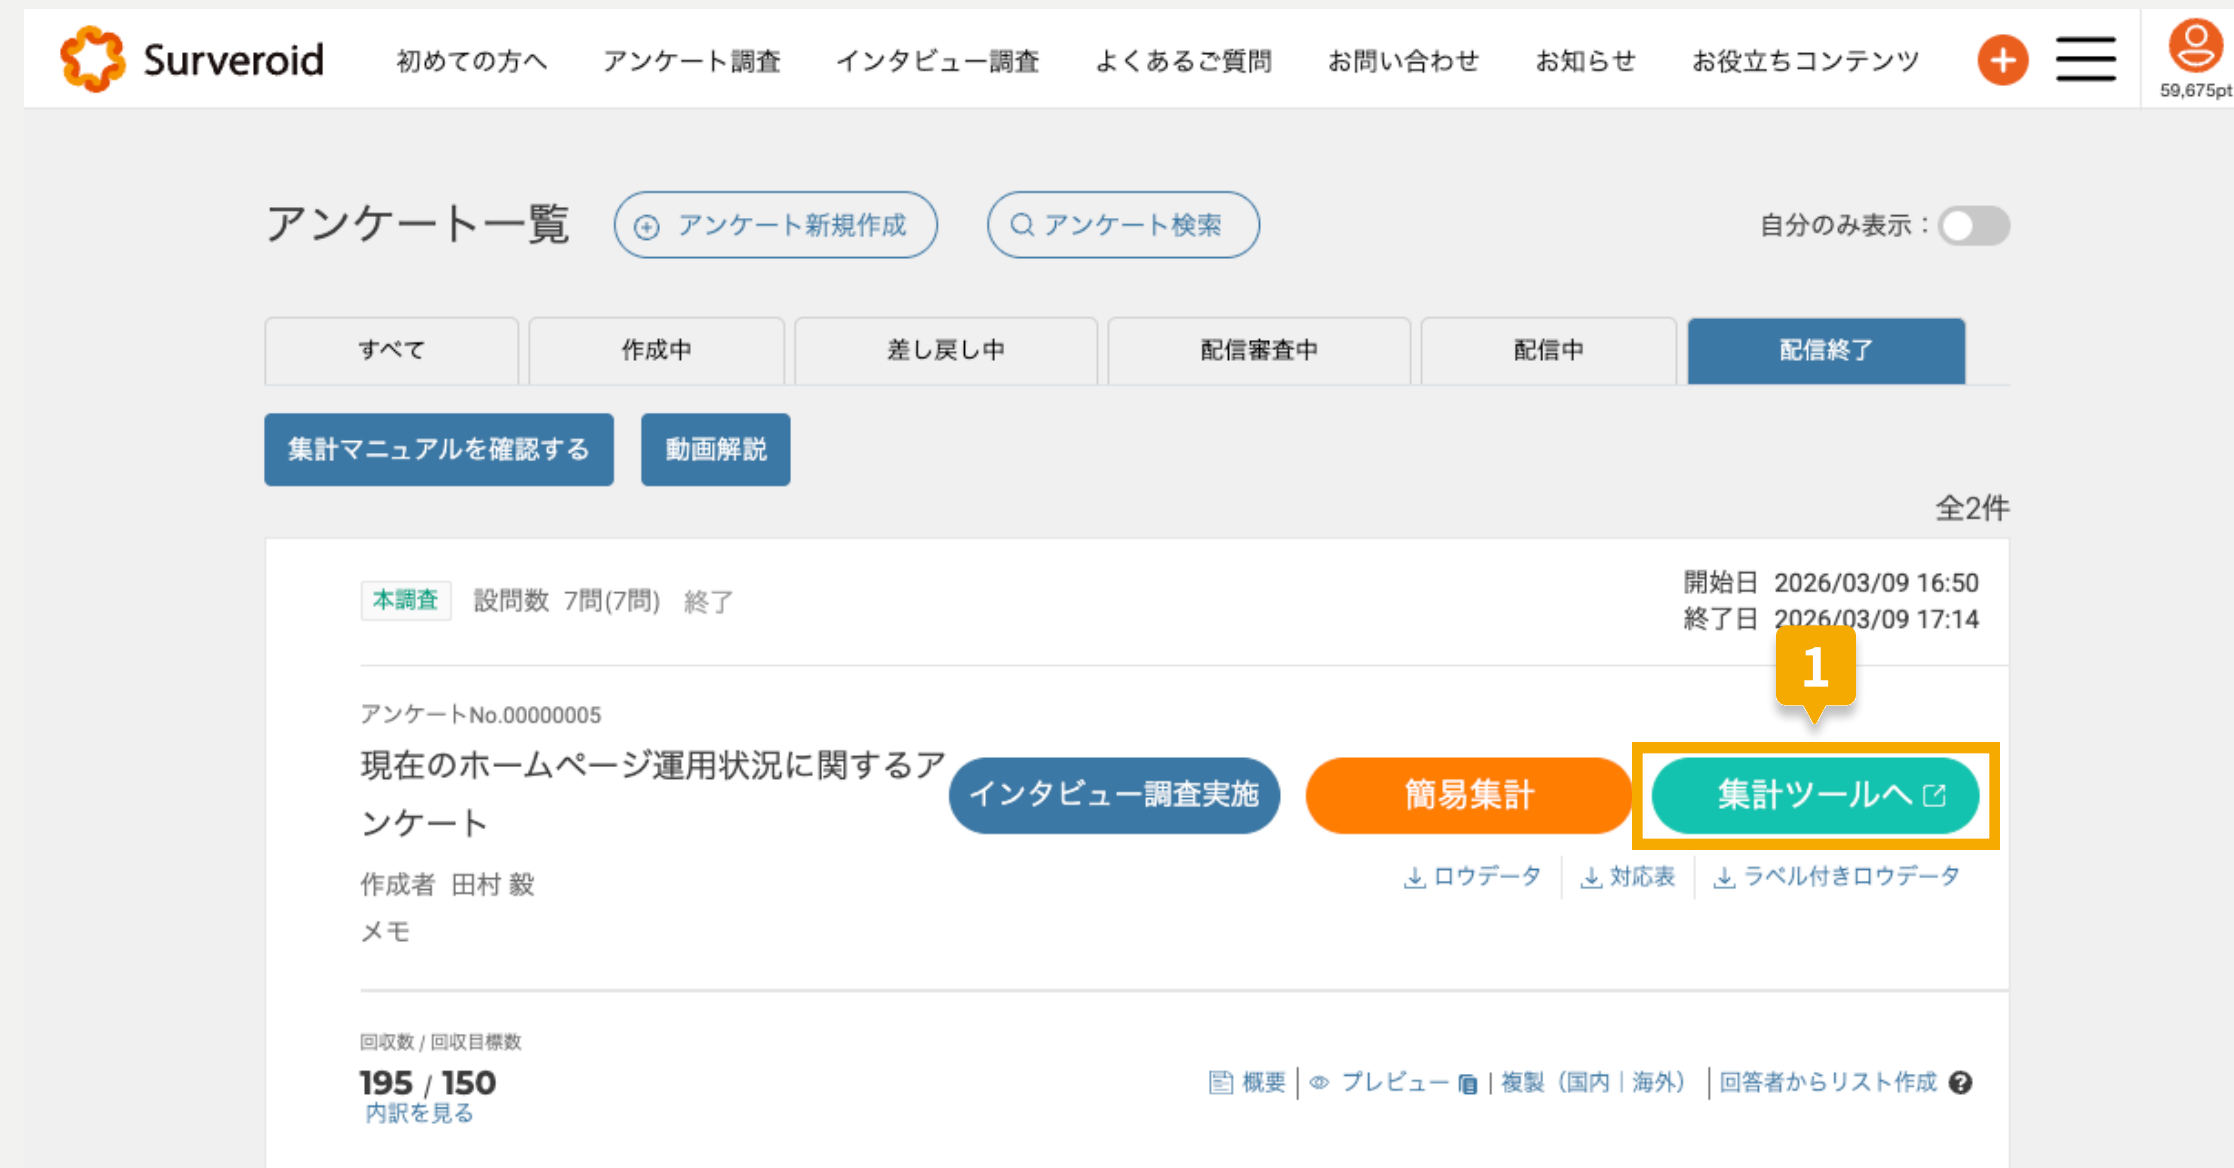 Surveroid
初めての方へ アンケート調査 インタビュー調査 よくあるご質問 お問い合わせ お知らせ お役立ちコンテンツ
59,675pt
アンケート一覧 アンケート新規作成 アンケート検索 自分のみ表示：
すべて 作成中 差し戻し中 配信審査中 配信中 配信終了
集計マニュアルを確認する 動画解説
全2件
本調査 設問数 7問(7問) 終了
開始日 2026/03/09 16:50
終了日 2026/03/09 17:14
1
アンケートNo.00000005
現在のホームページ運用状況に関するア
ンケート
インタビュー調査実施 簡易集計 集計ツールへ
ロウデータ 対応表 ラベル付きロウデータ
作成者 田村 毅
メモ
回収数 / 回収目標数
195 / 150
内訳を見る
概要 | プレビュー | 複製（国内 | 海外） | 回答者からリスト作成 ?